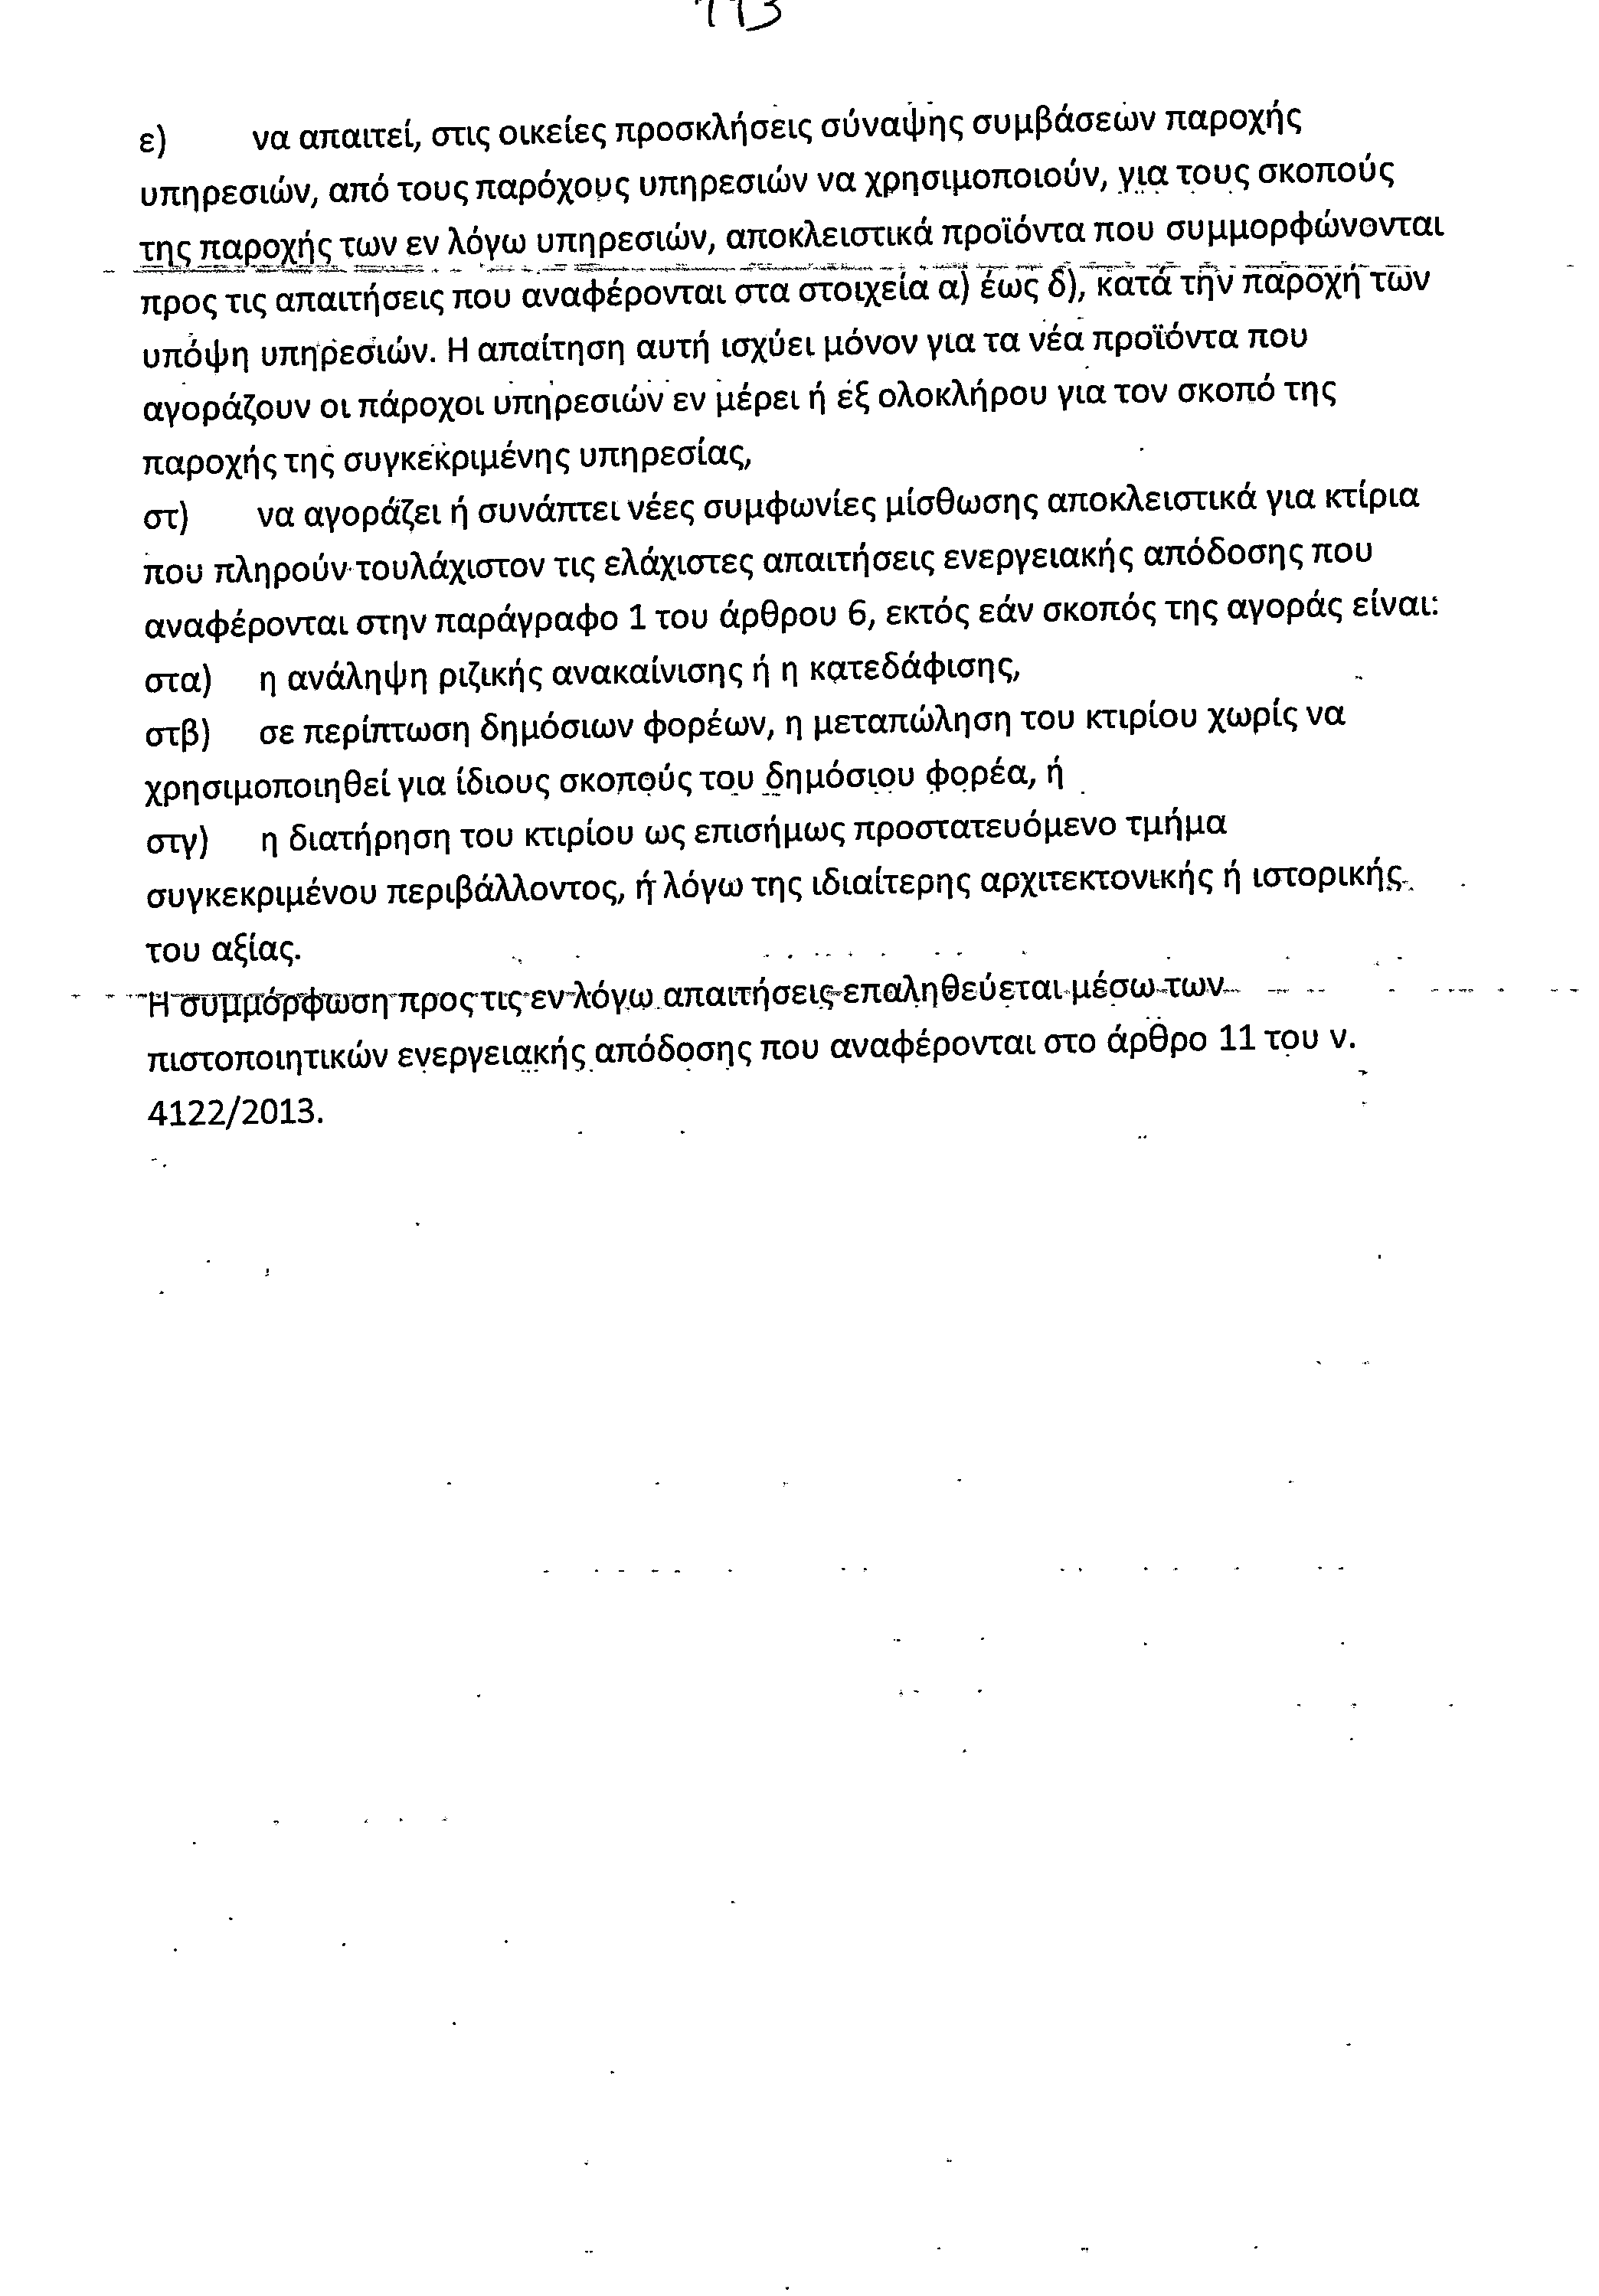 ε) να απαιτεί, στις οικείες προσκλήσεις σύναψης συμβάσεων παροχής
υπηρεσιών, από τους παρόχους υπηρεσιών να χρησιμοποιούν, για τους σκοπούς
της παροχής των εν λόγω υπηρεσιών, αποκλειστικά προϊόντα που συμμορφώνονται
προς τις απαιτήσεις που αναφέρονται στα στοιχεία α) έως δ), κατά την παροχή των
υπόψη υπηρεσιών. Η απαίτηση αυτή ισχύει μόνον για τα νέα προϊόντα που
αγοράζουν οι πάροχοι υπηρεσιών εν μέρει ή εξ ολοκλήρου για τον σκοπό της
παροχής της συγκεκριμένης υπηρεσίας,
στ) να αγοράζει ή συνάπτει νέες συμφωνίες μίσθωσης αποκλειστικά για κτίρια
που πληρούν τουλάχιστον τις ελάχιστες απαιτήσεις ενεργειακής απόδοσης που
αναφέρονται στην παράγραφο 1 του άρθρου 6, εκτός εάν σκοπός της αγοράς είναι:
στα) η ανάληψη ριζικής ανακαίνισης ή η κατεδάφισης,
στβ) σε περίπτωση δημόσιων φορέων, η μεταπώληση του κτιρίου χωρίς να
χρησιμοποιηθεί για ίδιους σκοπούς του δημόσιου φορέα, ή
στγ) η διατήρηση του κτιρίου ως επισήμως προστατευόμενο τμήμα
συγκεκριμένου περιβάλλοντος, ή λόγω της ιδιαίτερης αρχιτεκτονικής ή ιστορικής
του αξίας.
Η συμμόρφωση προς τις εν λόγω απαιτήσεις επαληθεύεται μέσω των
πιστοποιητικών ενεργειακής απόδοσης που αναφέρονται στο άρθρο 11 του ν.
4122/2013.